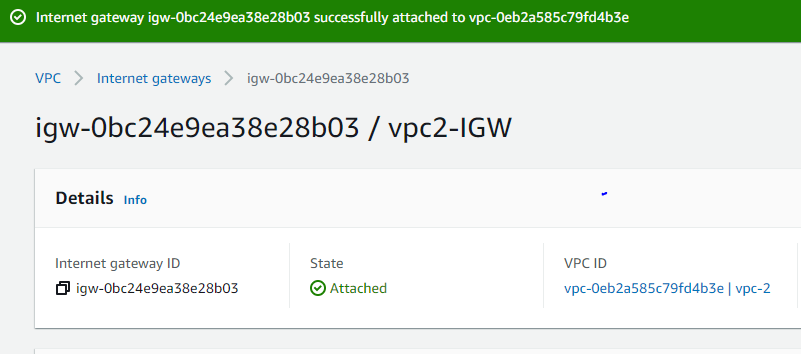 Internet gateway igw-0bc24e9ea38e28b03 successfully attached to vpc-0eb2a585c79fd4b3e
VPC > Internet gateways > igw-0bc24e9ea38e28b03
igw-0bc24e9ea38e28b03 / vpc2-IGW
Details Info
Internet gateway ID State VPC ID
igw-0bc24e9ea38e28b03 Attached vpc-0eb2a585c79fd4b3e | vpc-2